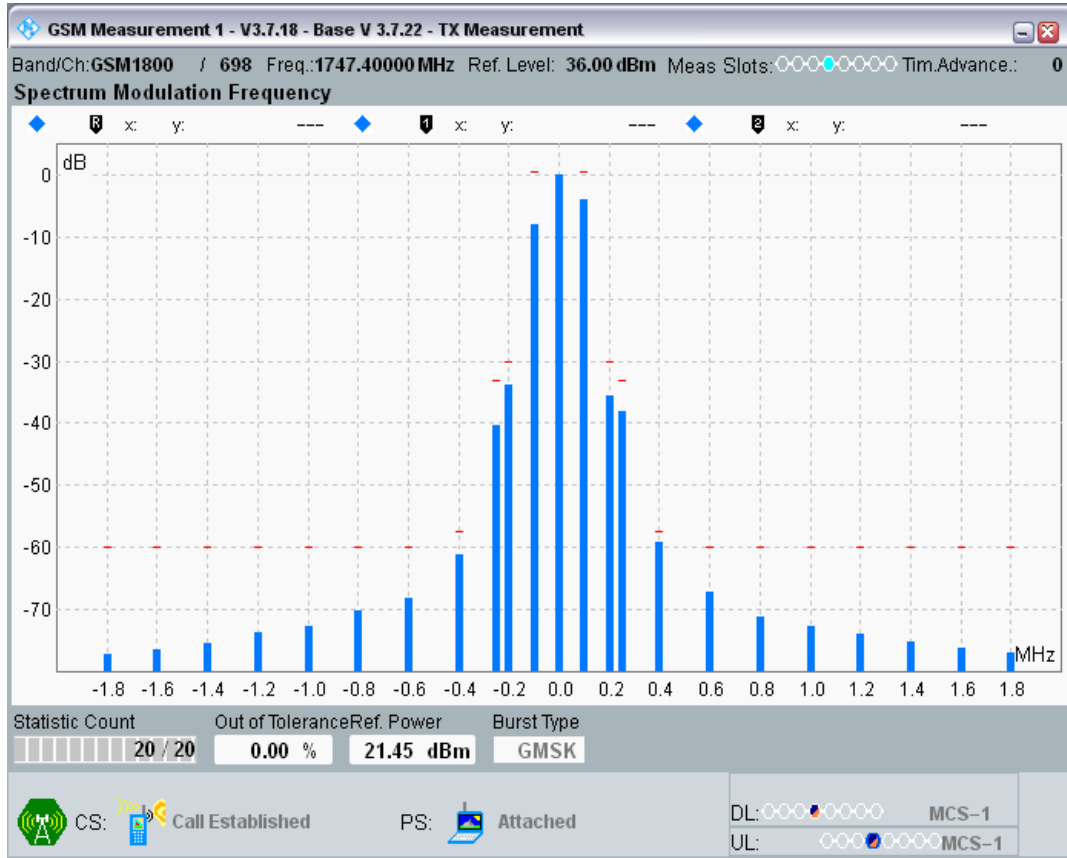 GSM Measurement 1 - V3.7.18 - Base V 3.7.22 - TX Measurement
Band/Ch:GSM1800 / 698 Freq.:1747.40000 MHz Ref. Level: 36.00 dBm Meas Slots: Tim.Advance.: 0
Spectrum Modulation Frequency
R x: y: --- 1 x: y: --- 2 x: y: ---
dB
0
-10
-20
-30
-40
-50
-60
-70
MHz
-1.8 -1.6 -1.4 -1.2 -1.0 -0.8 -0.6 -0.4 -0.2 0.0 0.2 0.4 0.6 0.8 1.0 1.2 1.4 1.6 1.8
Statistic Count Out of Tolerance Ref. Power Burst Type
20 / 20 0.00 % 21.45 dBm GMSK
CS: Call Established PS: Attached
DL: MCS-1
UL: MCS-1